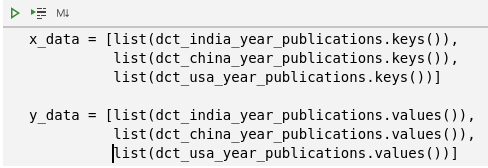 M↓
x_data = [list(dct_india_year_publications.keys()),
list(dct_china_year_publications.keys()),
list(dct_usa_year_publications.keys())]
y_data = [list(dct_india_year_publications.values()),
list(dct_china_year_publications.values()),
list(dct_usa_year_publications.values())]